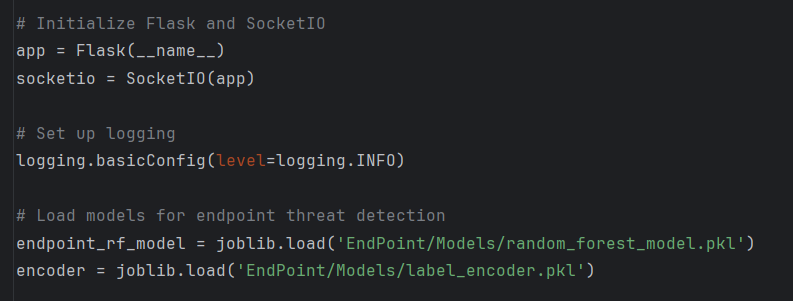 # Initialize Flask and SocketIO
app = Flask(__name__)
socketio = SocketIO(app)
# Set up logging
logging.basicConfig(level=logging.INFO)
# Load models for endpoint threat detection
endpoint_rf_model = joblib.load('EndPoint/Models/random_forest_model.pkl')
encoder = joblib.load('EndPoint/Models/label_encoder.pkl')